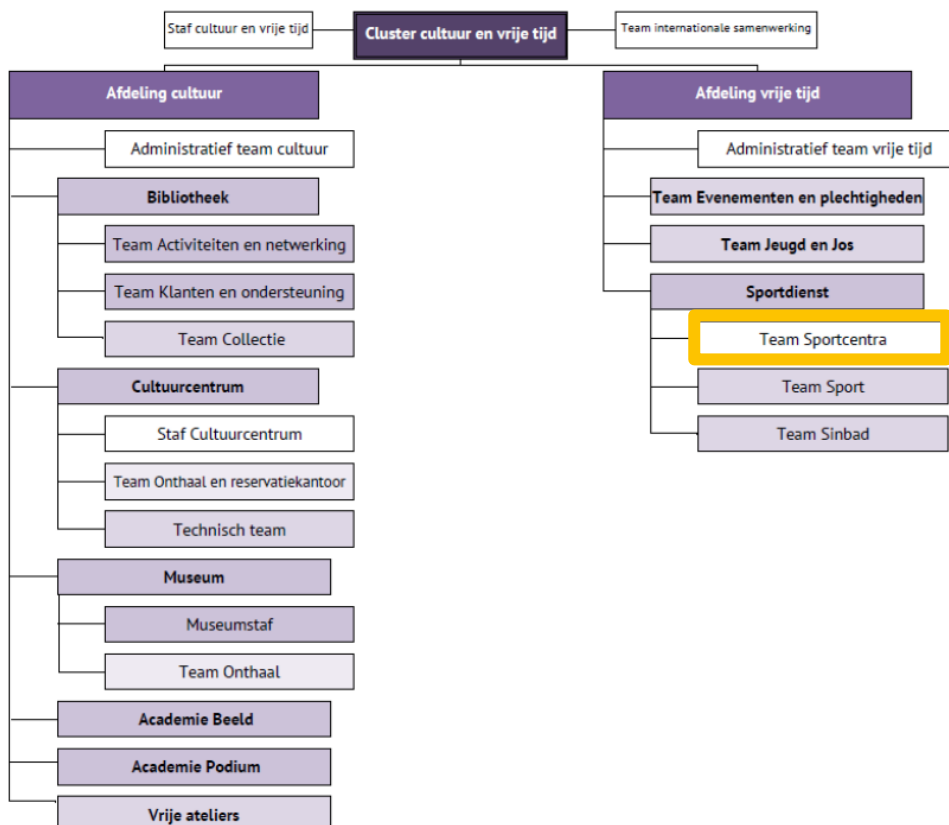 Staf cultuur en vrije tijd
Cluster cultuur en vrije tijd
Team internationale samenwerking
Afdeling cultuur
Administratief team cultuur
Bibliotheek
Team Activiteiten en netwerking
Team Klanten en ondersteuning
Team Collectie
Cultuurcentrum
Staf Cultuurcentrum
Team Onthaal en reservatiekantoor
Technisch team
Museum
Museumstaf
Team Onthaal
Academie Beeld
Academie Podium
Vrije ateliers
Afdeling vrije tijd
Administratief team vrije tijd
Team Evenementen en plechtigheden
Team Jeugd en Jos
Sportdienst
Team Sportcentra
Team Sport
Team Sinbad